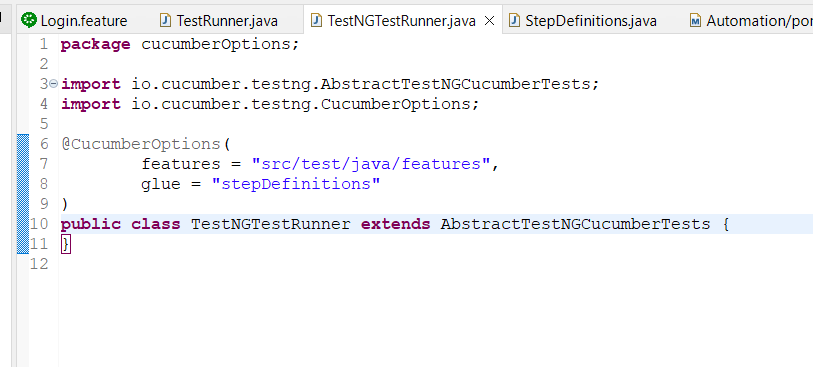 Login.feature TestRunner.java TestNGTestRunner.java StepDefinitions.java Automation/por
1 package cucumberOptions;
2
3 import io.cucumber.testng.AbstractTestNGCucumberTests;
4 import io.cucumber.testng.CucumberOptions;
5
6 @CucumberOptions(
7 features = "src/test/java/features",
8 glue = "stepDefinitions"
9 )
10 public class TestNGTestRunner extends AbstractTestNGCucumberTests {
11 }
12